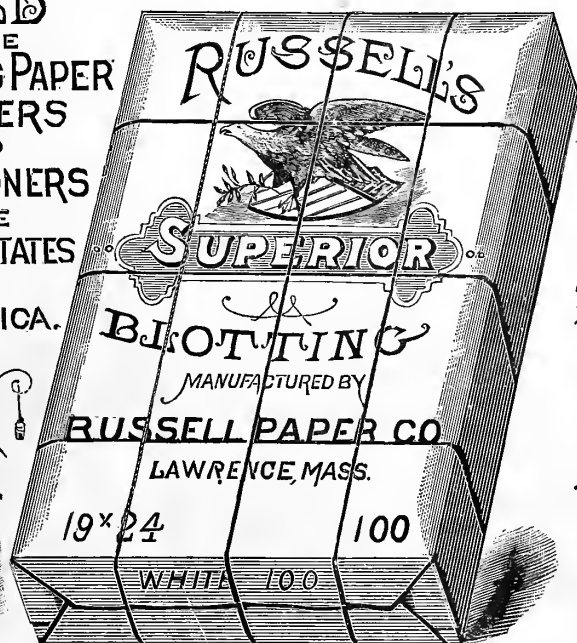 E
PAPER
ERS
NERS
E
TATES
ICA.
RUSSELL'S
SUPERIOR
BLOTTING
MANUFACTURED BY
RUSSELL PAPER CO
LAWRENCE, MASS.
19 x 24 100
WHITE 100